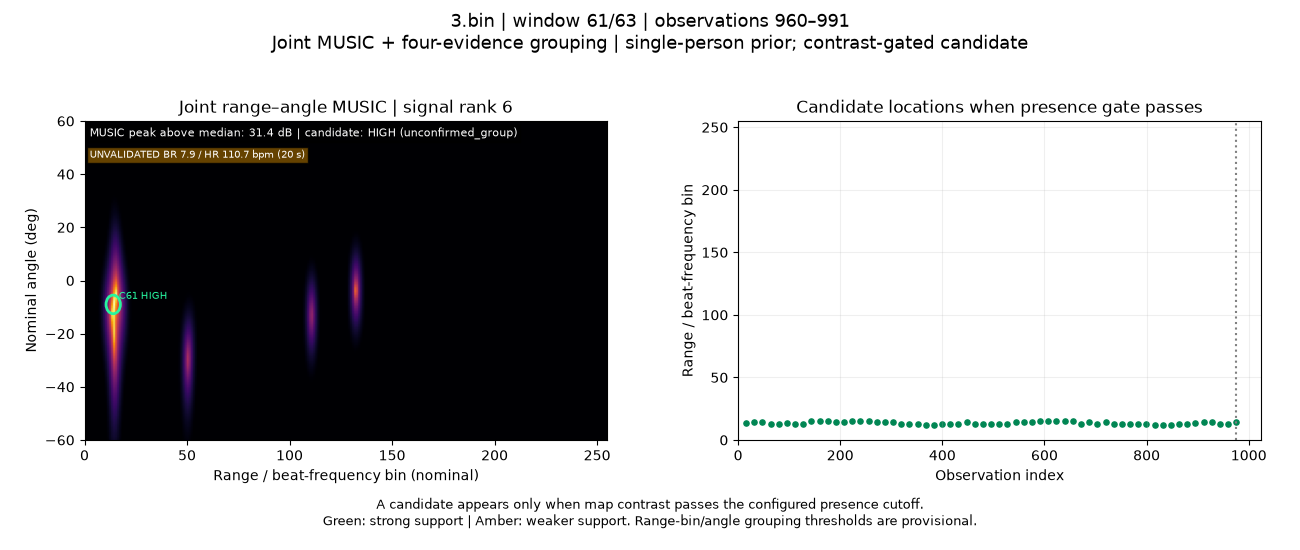 3.bin | window 61/63 | observations 960–991
Joint MUSIC + four-evidence grouping | single-person prior; contrast-gated candidate
Joint range–angle MUSIC | signal rank 6
MUSIC peak above median: 31.4 dB | candidate: HIGH (unconfirmed_group)
UNVALIDATED BR 7.9 / HR 110.7 bpm (20 s)
C61 HIGH
60
40
20
0
−20
−40
−60
Nominal angle (deg)
0 50 100 150 200 250
Range / beat-frequency bin (nominal)
Candidate locations when presence gate passes
250
200
150
100
50
0
Range / beat-frequency bin
0 200 400 600 800 1000
Observation index
A candidate appears only when map contrast passes the configured presence cutoff.
Green: strong support | Amber: weaker support. Range-bin/angle grouping thresholds are provisional.